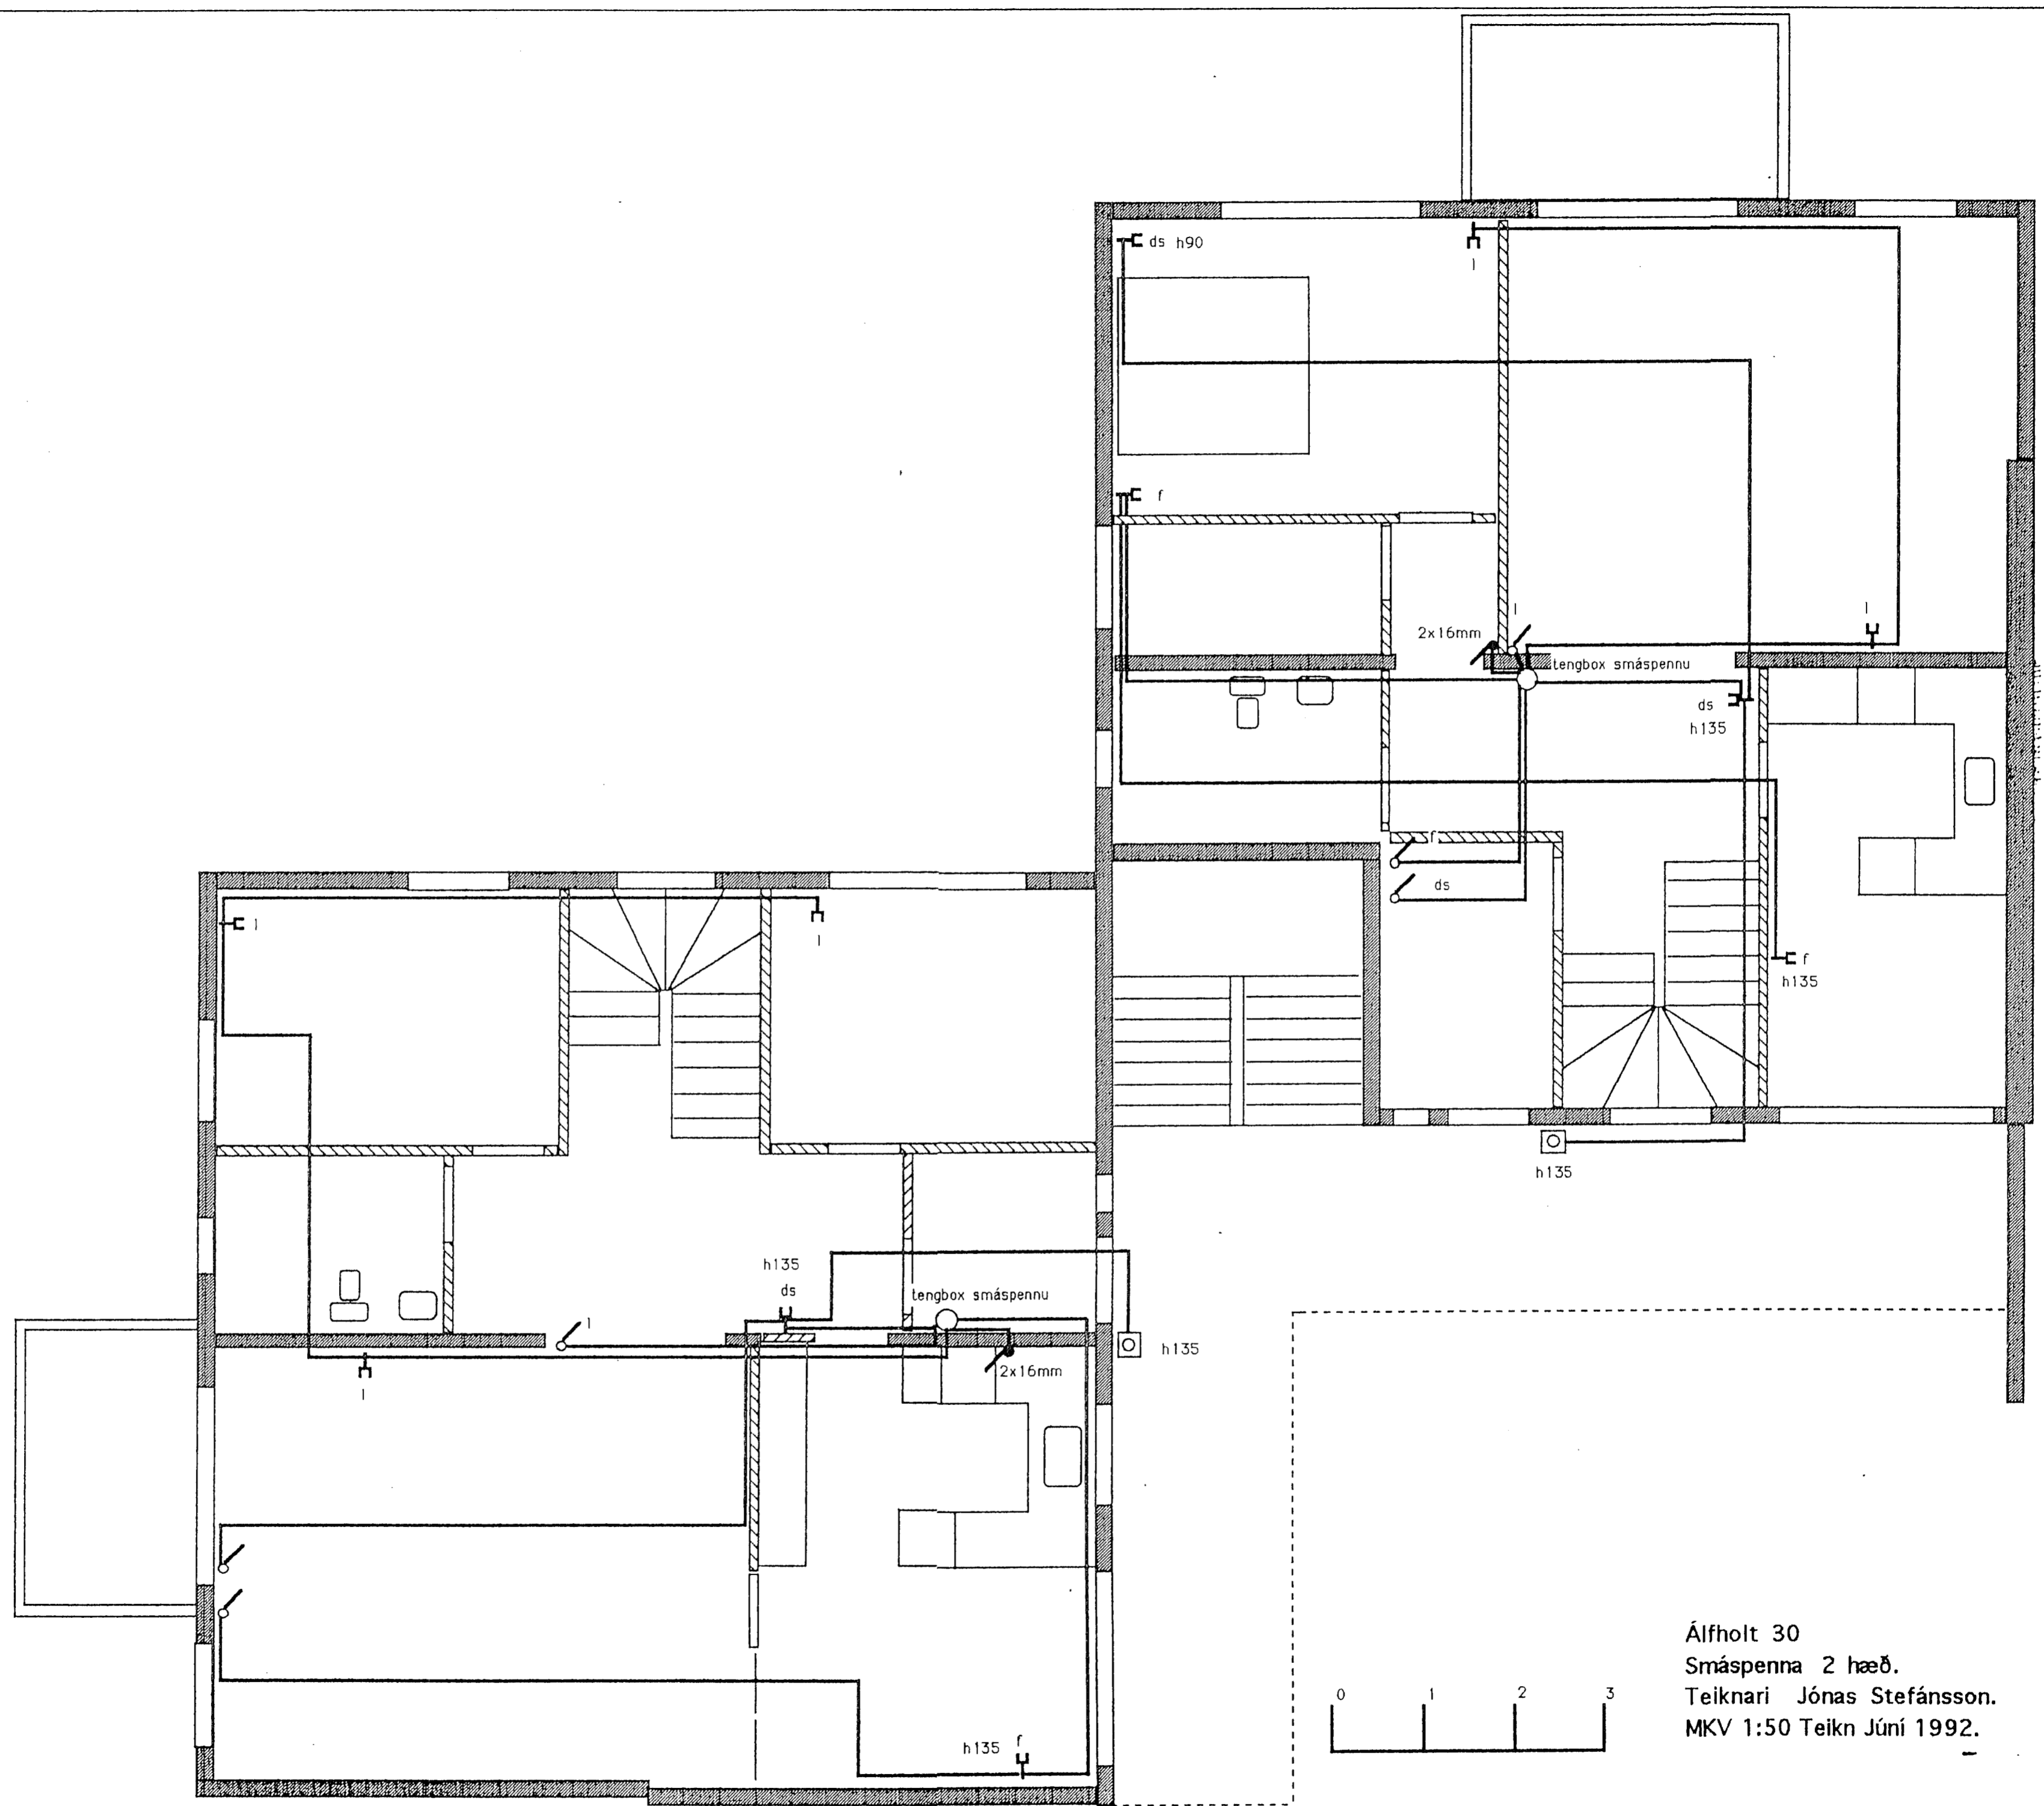 ds h90
l
f
l
l
2x16mm
tengbox smáspennu
ds
h135
f
ds
l
l
f
h135
h135
h135
ds
tengbox smáspennu
l
h135
2x16mm
l
f
h135
0 1 2 3
Álfholt 30
Smáspenna 2 hæð.
Teiknari Jónas Stefánsson.
MKV 1:50 Teikn Júní 1992.